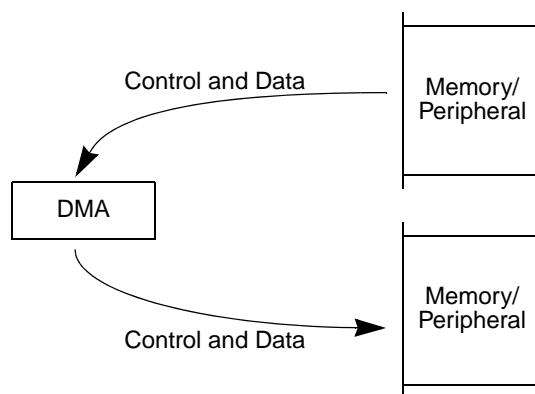 Control and Data
Memory/
Peripheral
DMA
Memory/
Peripheral
Control and Data